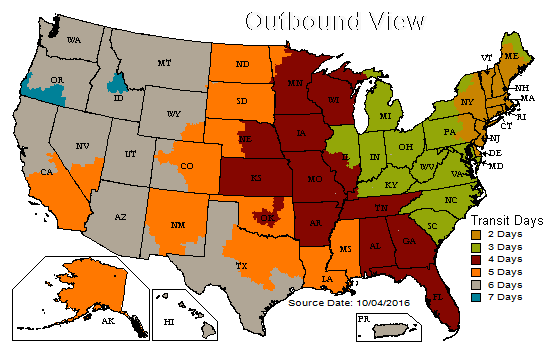 Outbound View
WA
OR
ID
MT
ND
SD
MN
WI
WY
NE
IA
NV
UT
CO
CA
KS
MO
AZ
NM
OK
AR
TX
LA
MS
AL
GA
FL
TN
SC
NC
KY
VA
WV
OH
IN
IL
MI
PA
NY
VT
ME
NH
MA
RI
CT
NJ
DE
MD
AK
HI
PR
Source Date: 10/04/2016
Transit Days
2 Days
3 Days
4 Days
5 Days
6 Days
7 Days